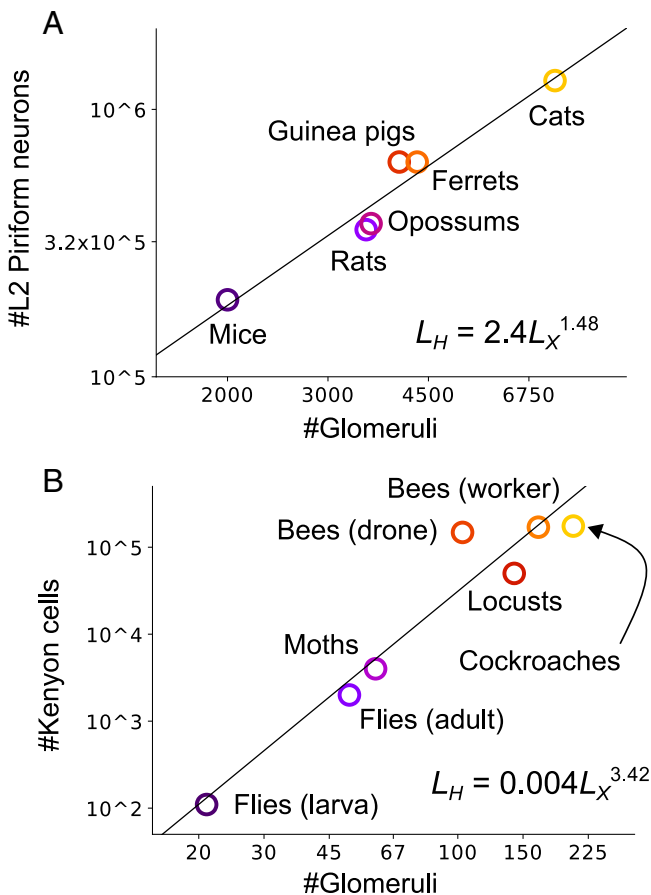 A
#L2 Piriform neurons
10^6
3.2x10^5
10^5
Guinea pigs
Cats
Ferrets
Opossums
Rats
Mice
L_H = 2.4L_X^1.48
2000 3000 4500 6750
#Glomeruli
B
#Kenyon cells
10^5
10^4
10^3
10^2
Bees (worker)
Bees (drone)
Locusts
Moths
Cockroaches
Flies (adult)
Flies (larva)
L_H = 0.004L_X^3.42
20 30 45 67 100 150 225
#Glomeruli